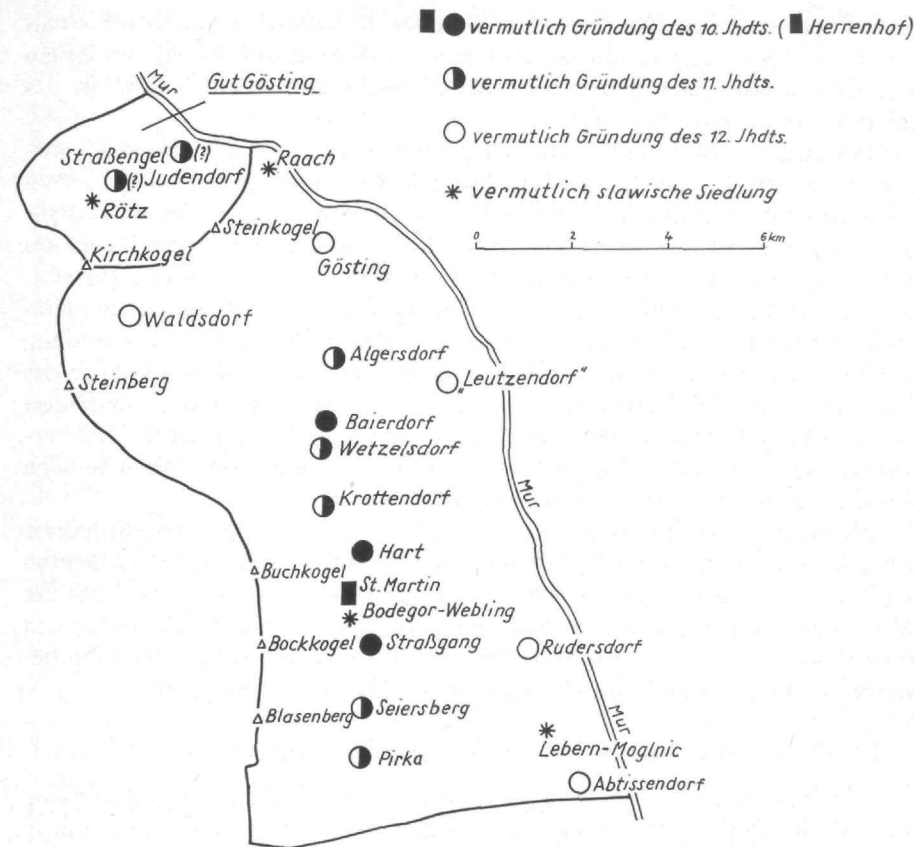 vermutlich Gründung des 10. Jhdts. ( Herrenhof)
vermutlich Gründung des 11. Jhdts.
vermutlich Gründung des 12. Jhdts.
vermutlich slawische Siedlung
0 2 4 6 km
Mur
Gut Gösting
Straßengel (?)
Raach
(?) Judendorf
Rötz
Steinkogel
Gösting
Kirchkogel
Waldsdorf
Algersdorf
Steinberg
„Leutzendorf“
Baierdorf
Wetzelsdorf
Mur
Krottendorf
Hart
Buchkogel
St. Martin
Bodegor-Webling
Bockkogel
Straßgang
Rudersdorf
Seiersberg
Blasenberg
Mur
Lebern-Moglnic
Pirka
Abtissendorf